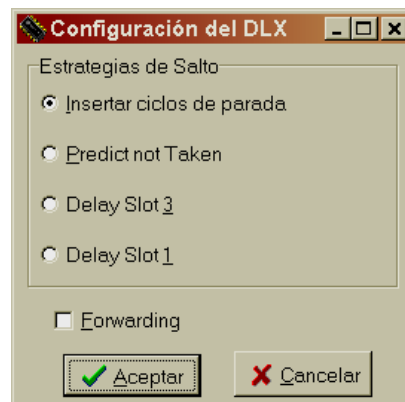 Configuración del DLX
Estrategias de Salto
Insertar ciclos de parada
Predict not Taken
Delay Slot 3
Delay Slot 1
Forwarding
Aceptar
Cancelar